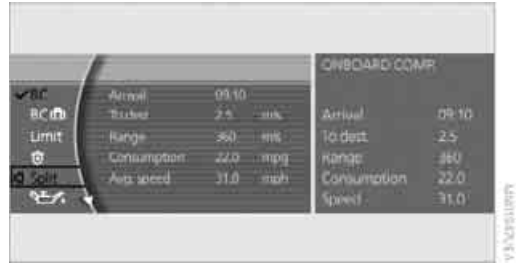 ONBOARD COMP.
BC
Arrival 09:10
BC
To dest. 2.5 mls
Arrival 09:10
Limit
Range 360 mls
To dest. 2.5
Consumption 22.0 mpg
Range 360
Split
Avg. speed 31.0 mph
Consumption 22.0
Speed 31.0